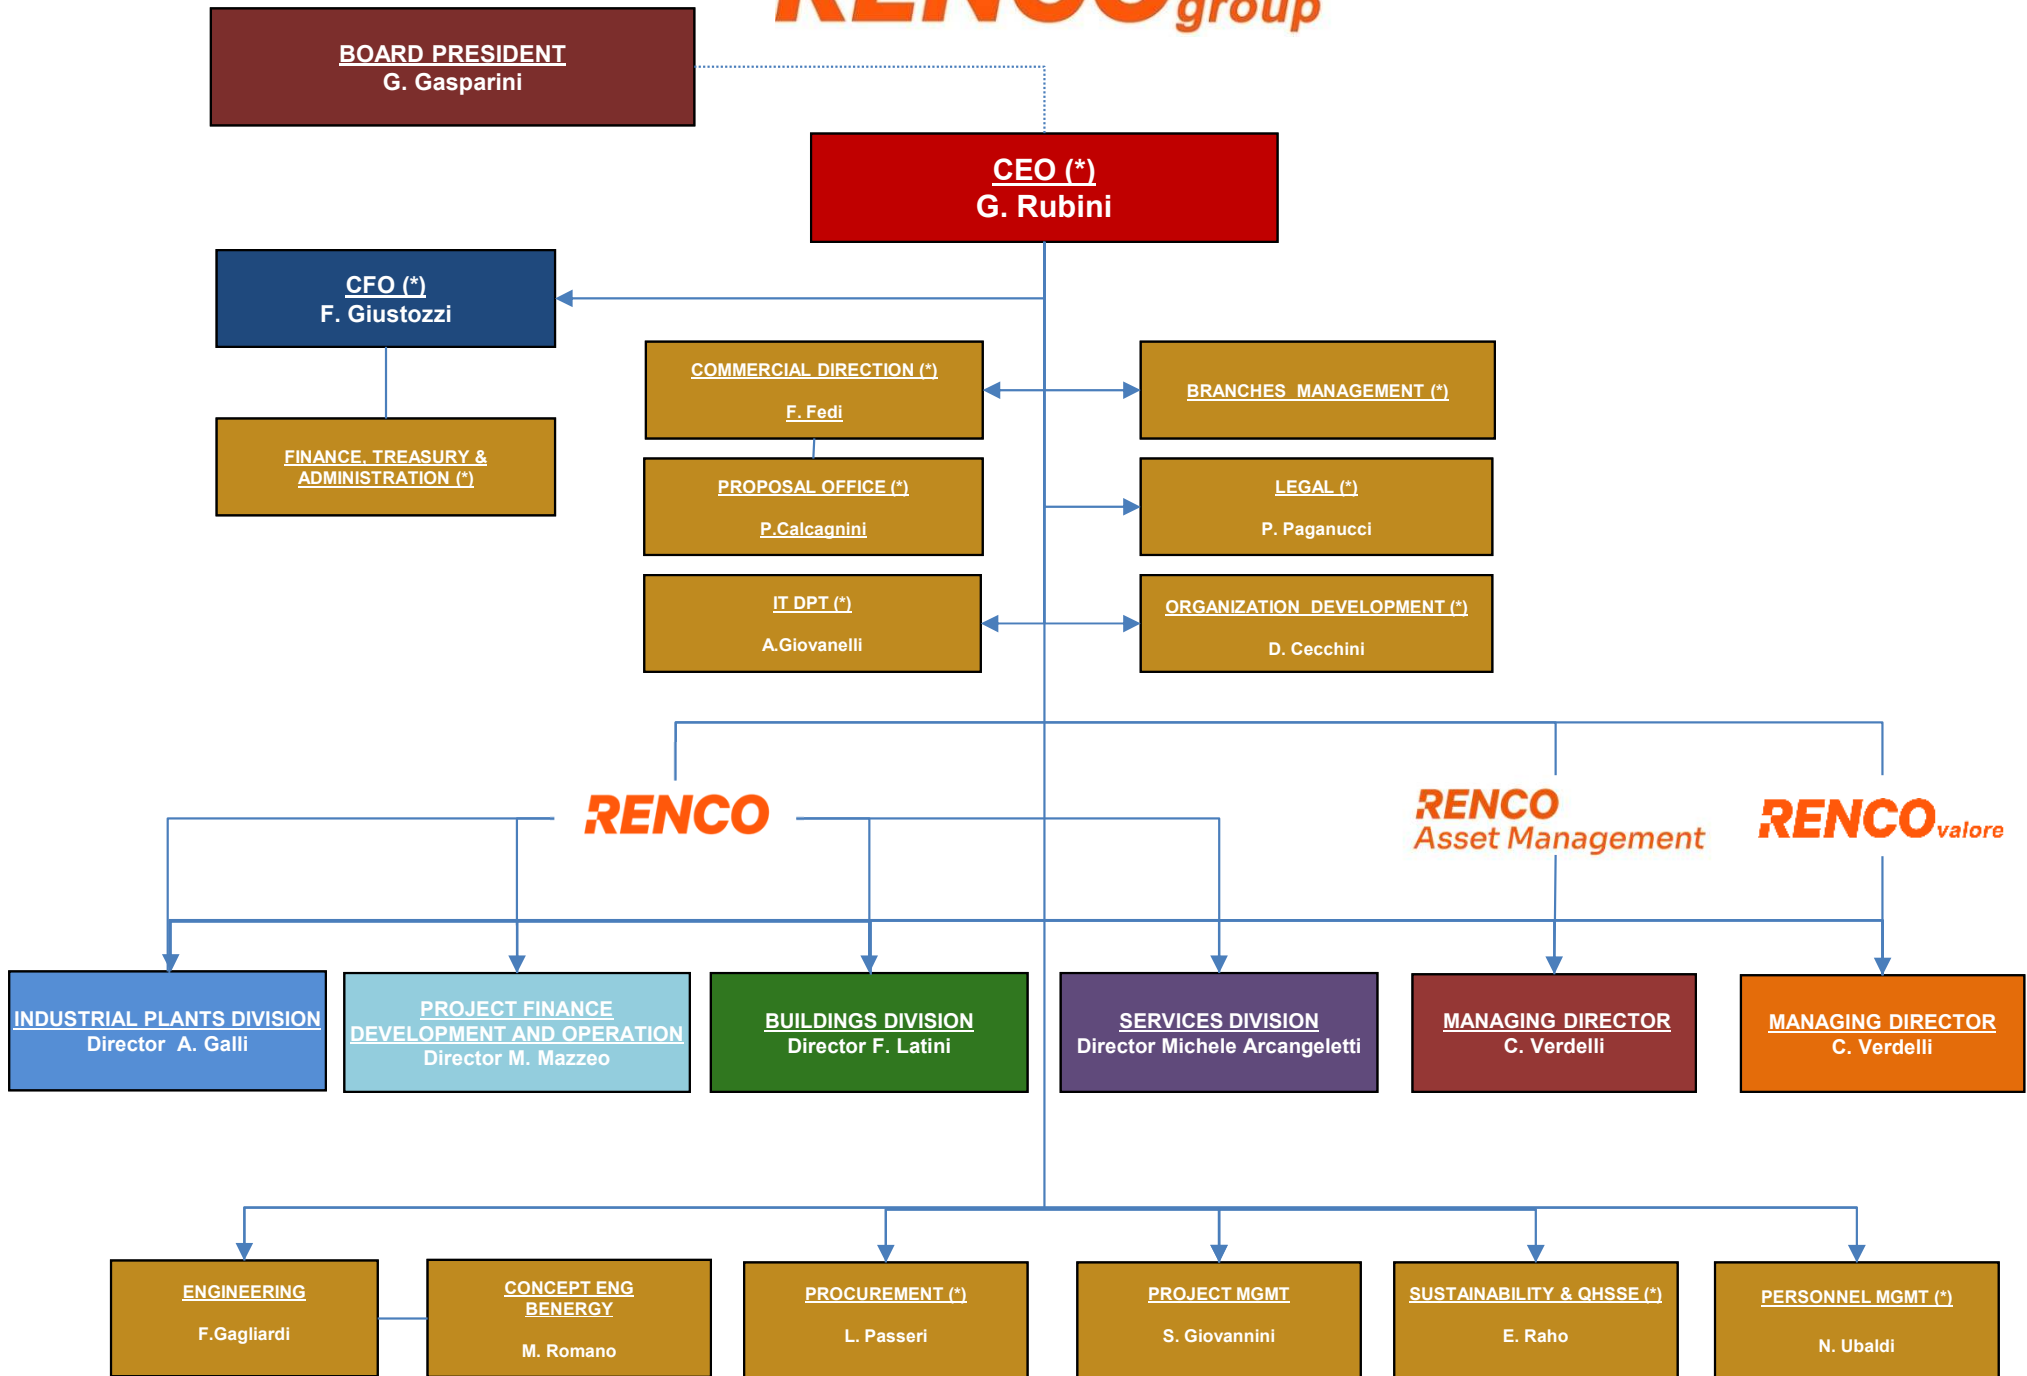 RENCO group
BOARD PRESIDENT
G. Gasparini
CEO (*)
G. Rubini
CFO (*)
F. Giustozzi
COMMERCIAL DIRECTION (*)
F. Fedi
BRANCHES MANAGEMENT (*)
FINANCE, TREASURY &
ADMINISTRATION (*)
PROPOSAL OFFICE (*)
P.Calcagnini
LEGAL (*)
P. Paganucci
IT DPT (*)
A.Giovanelli
ORGANIZATION DEVELOPMENT (*)
D. Cecchini
RENCO
RENCO
Asset Management
RENCO valore
INDUSTRIAL PLANTS DIVISION
Director A. Galli
PROJECT FINANCE
DEVELOPMENT AND OPERATION
Director M. Mazzeo
BUILDINGS DIVISION
Director F. Latini
SERVICES DIVISION
Director Michele Arcangeletti
MANAGING DIRECTOR
C. Verdelli
MANAGING DIRECTOR
C. Verdelli
ENGINEERING
F.Gagliardi
CONCEPT ENG
BENERGY
M. Romano
PROCUREMENT (*)
L. Passeri
PROJECT MGMT
S. Giovannini
SUSTAINABILITY & QHSSE (*)
E. Raho
PERSONNEL MGMT (*)
N. Ubaldi